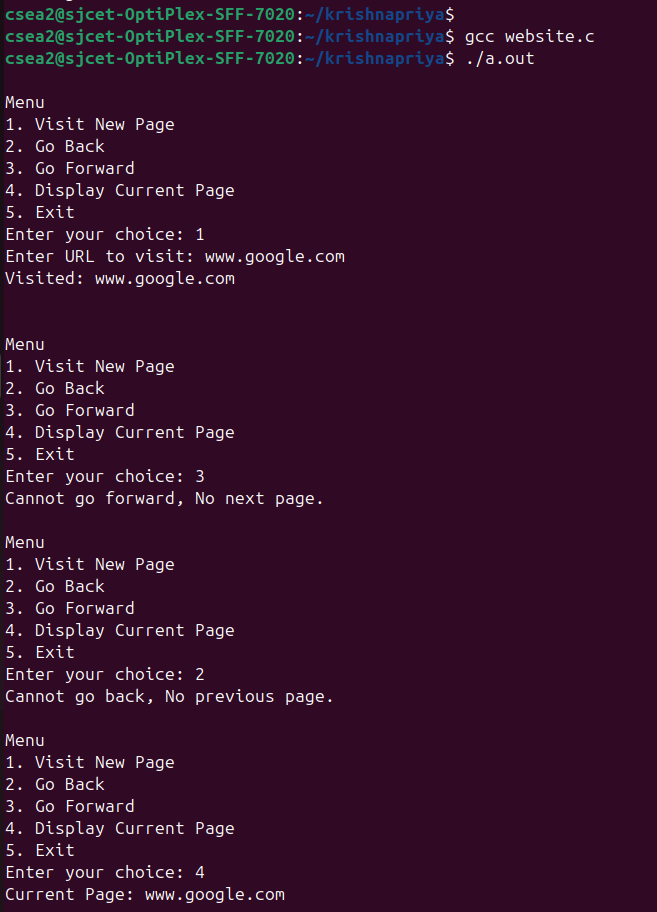 csea2@sjcet-OptiPlex-SFF-7020:~/krishnapriya$
csea2@sjcet-OptiPlex-SFF-7020:~/krishnapriya$ gcc website.c
csea2@sjcet-OptiPlex-SFF-7020:~/krishnapriya$ ./a.out
Menu
1. Visit New Page
2. Go Back
3. Go Forward
4. Display Current Page
5. Exit
Enter your choice: 1
Enter URL to visit: www.google.com
Visited: www.google.com
Menu
1. Visit New Page
2. Go Back
3. Go Forward
4. Display Current Page
5. Exit
Enter your choice: 3
Cannot go forward, No next page.
Menu
1. Visit New Page
2. Go Back
3. Go Forward
4. Display Current Page
5. Exit
Enter your choice: 2
Cannot go back, No previous page.
Menu
1. Visit New Page
2. Go Back
3. Go Forward
4. Display Current Page
5. Exit
Enter your choice: 4
Current Page: www.google.com